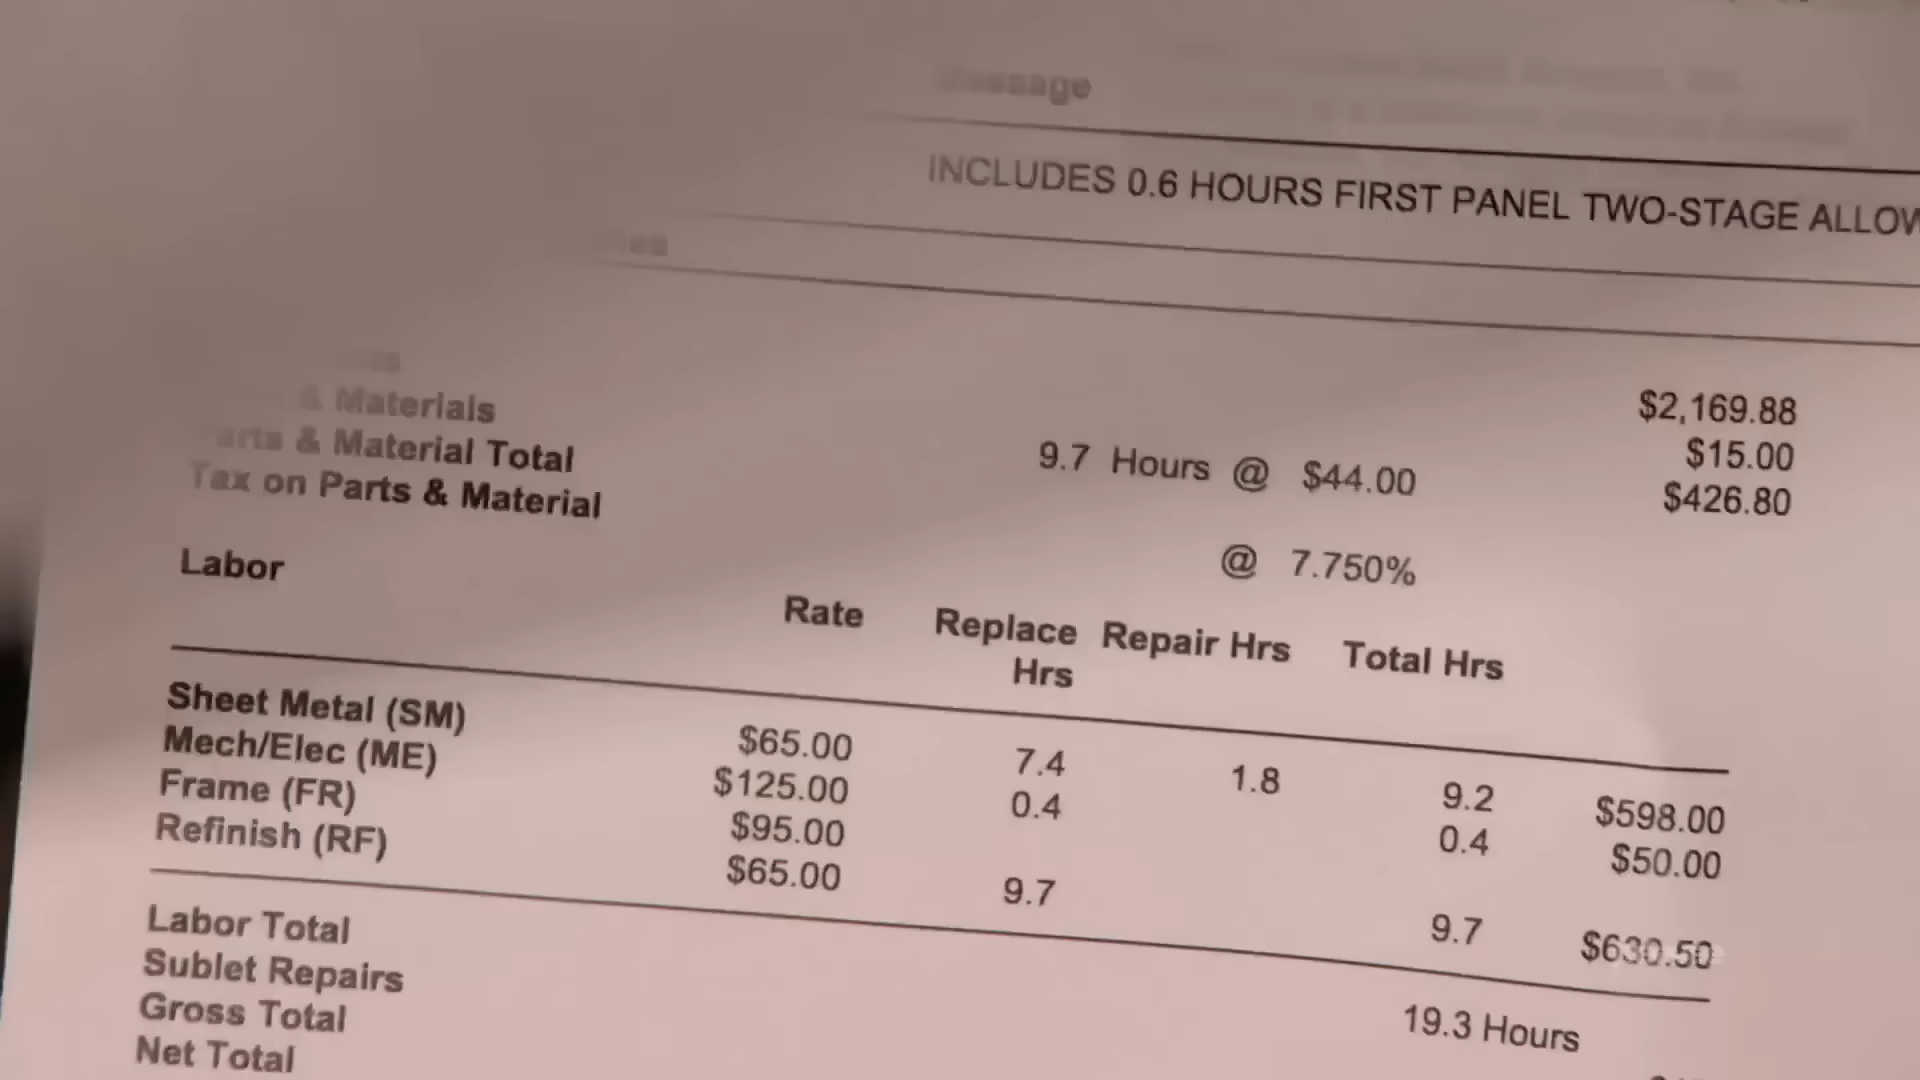 INCLUDES 0.6 HOURS FIRST PANEL TWO-STAGE ALLOW
$2,169.88
& Materials $15.00
Parts & Material Total 9.7 Hours @ $44.00 $426.80
Tax on Parts & Material
@ 7.750%
Labor
Rate Replace Hrs Repair Hrs Total Hrs
Sheet Metal (SM) $65.00 7.4 1.8 9.2 $598.00
Mech/Elec (ME) $125.00 0.4 0.4 $50.00
Frame (FR) $95.00
Refinish (RF) $65.00 9.7 9.7 $630.50
Labor Total 19.3 Hours
Sublet Repairs
Gross Total
Net Total